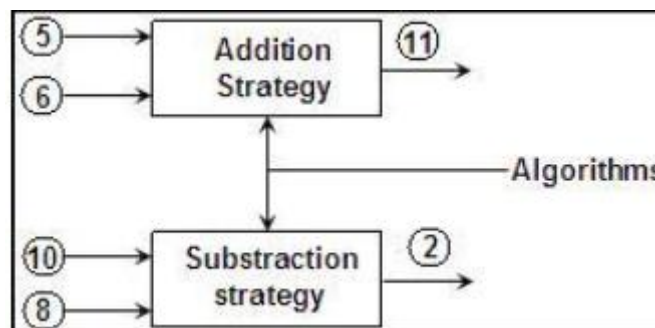 5
Addition
Strategy
11
6
Algorithms
10
Substraction
strategy
2
8